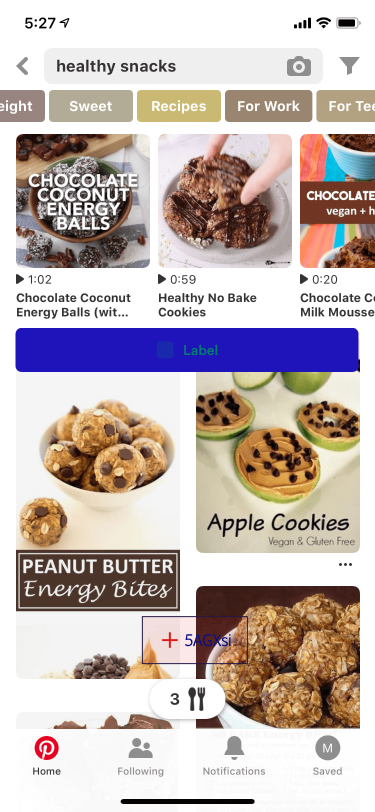 5:27
healthy snacks
eight
Sweet
Recipes
For Work
For Tee
CHOCOLATE
COCONUT
ENERGY
BALLS
CHOCOLATE
vegan + h
1:02
0:59
0:20
Chocolate Coconut
Energy Balls (wit...
Healthy No Bake
Cookies
Chocolate Co
Milk Mousse
Label
Apple Cookies
Vegan & Gluten Free
PEANUT BUTTER
Energy Bites
5AGXsi
3
Home
Following
Notifications
M
Saved